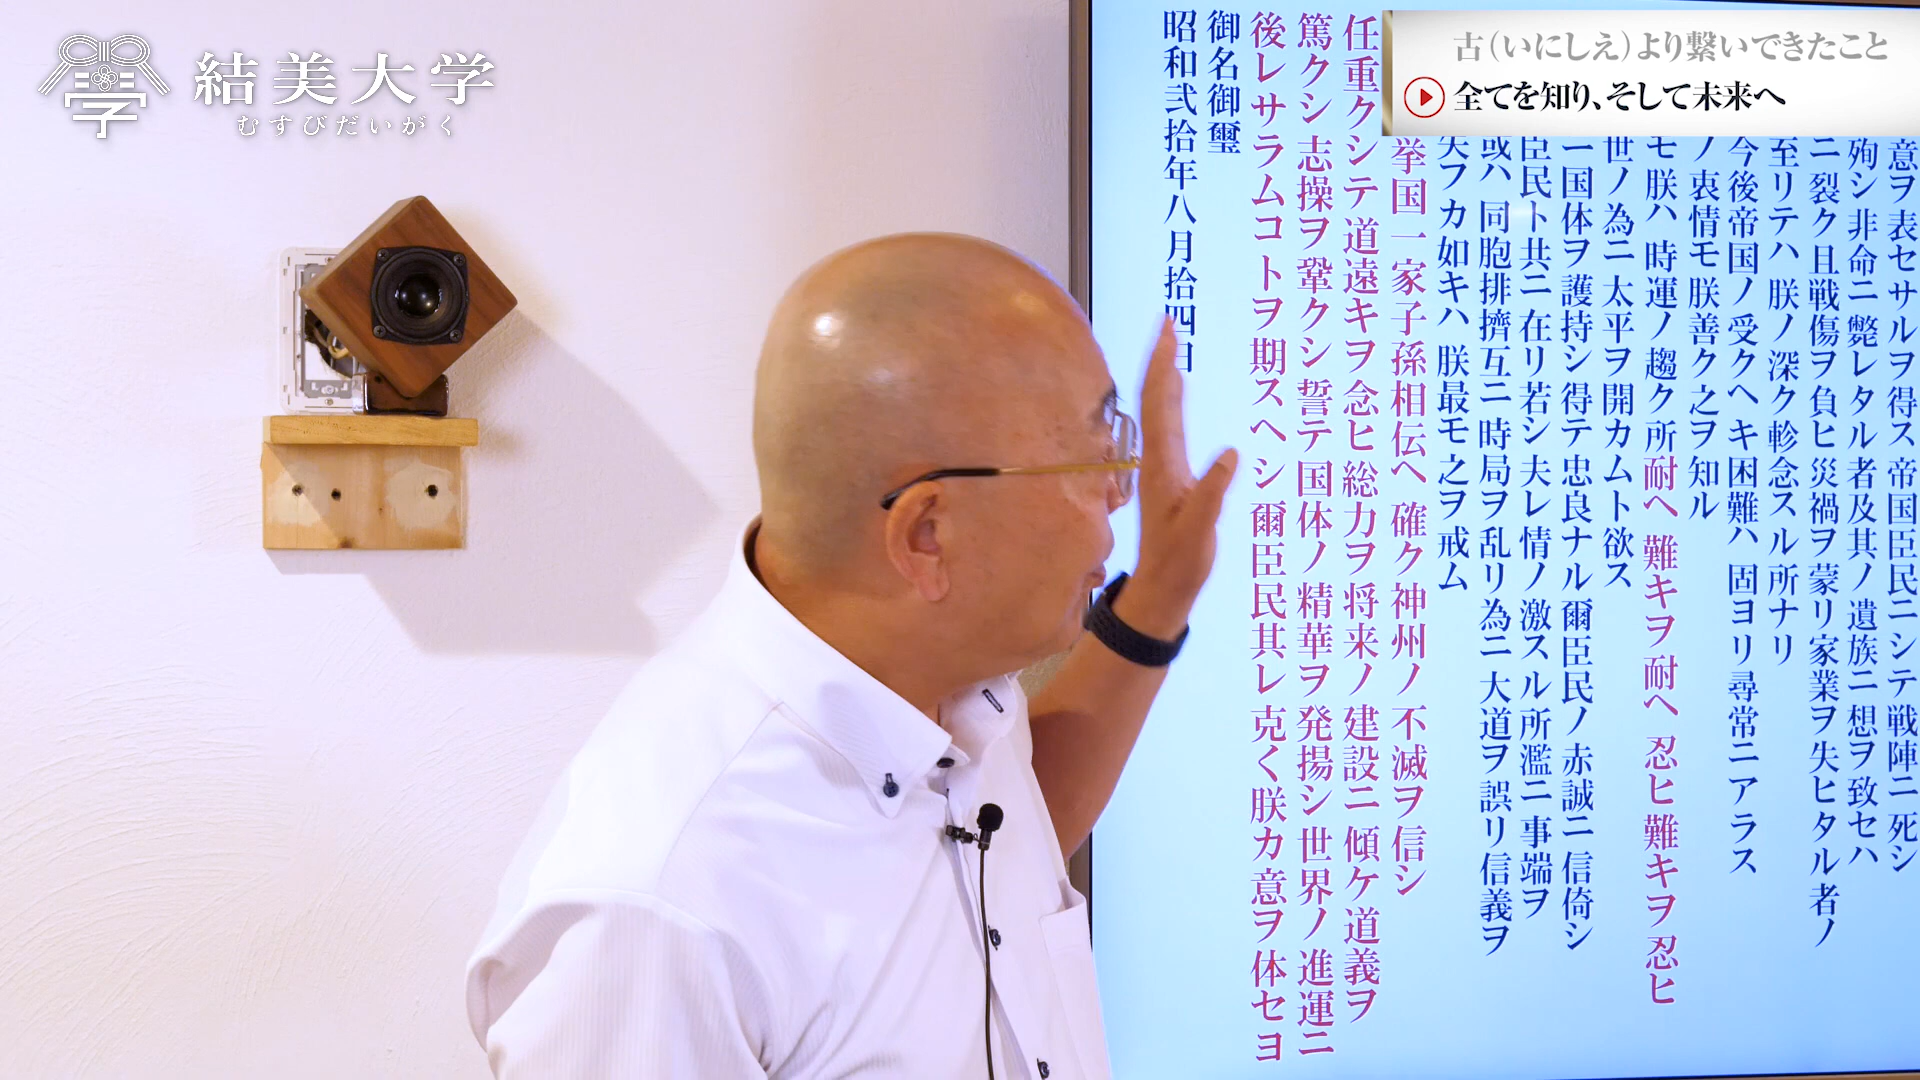 結美大学
むすびだいがく
古（いにしえ）より繋いできたこと
全てを知り、そして未来へ
意ヲ表セサルヲ得ス 帝国臣民ニシテ 戦陣ニ死シ
殉シ 非命ニ 斃レタル者及其ノ遺族ニ 想ヲ致セハ
ニ裂ク 且戦傷ヲ負ヒ 災禍ヲ蒙リ 家業ヲ失ヒタル者ノ
至リテハ 朕ノ深ク軫念スル所ナリ
今後帝国ノ受クヘキ困難ハ 固ヨリ尋常ニアラス
ノ衷情モ 朕善ク之ヲ知ル
モ朕ハ 時運ノ趨ク所 耐ヘ 難キヲ耐ヘ 忍ヒ難キヲ忍ヒ
世ノ為ニ 太平ヲ開カムト欲ス
一国体ヲ護持シ得テ 忠良ナル爾臣民ノ赤誠ニ信倚シ
臣民ト共ニ 在リ 若シ夫レ 情ノ激スル所 濫ニ事端ヲ
或ハ 同胞排擠 互ニ 時局ヲ乱リ 為ニ 大道ヲ誤リ 信義ヲ
失フカ如キハ 朕最モ之ヲ戒ム
挙国一家子孫相伝ヘ 確ク神州ノ不滅ヲ信シ
任重クシテ 道遠キヲ念ヒ 総力ヲ将来ノ建設ニ 傾ケ 道義ヲ
篤クシ 志操ヲ鞏クシ 誓テ 国体ノ精華ヲ発揚シ 世界ノ進運ニ
後レサラムコトヲ期スヘシ 爾臣民其レ克く朕カ意ヲ体セヨ
御名御璽
昭和弐拾年八月拾四日